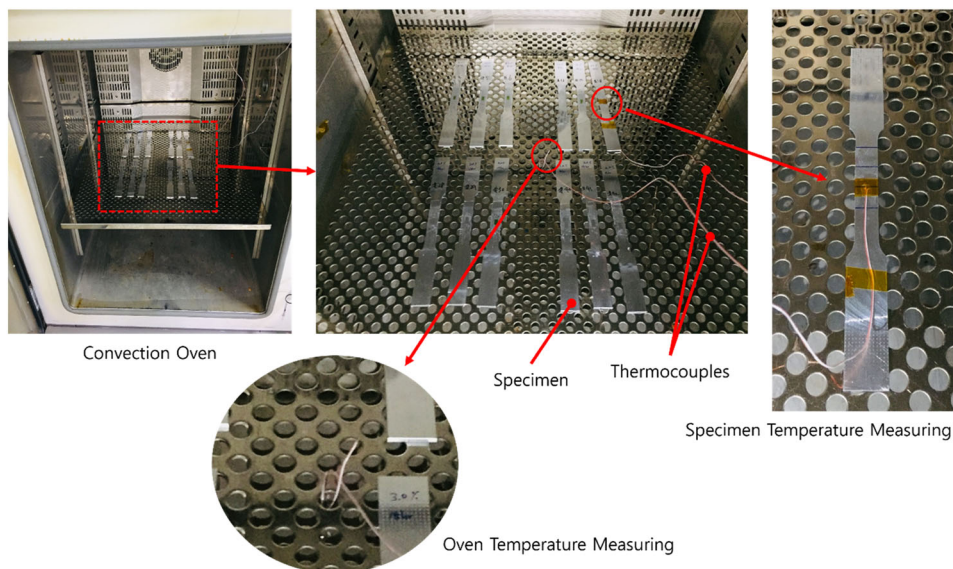 Convection Oven
Specimen
Thermocouples
Specimen Temperature Measuring
3.0%
Oven Temperature Measuring